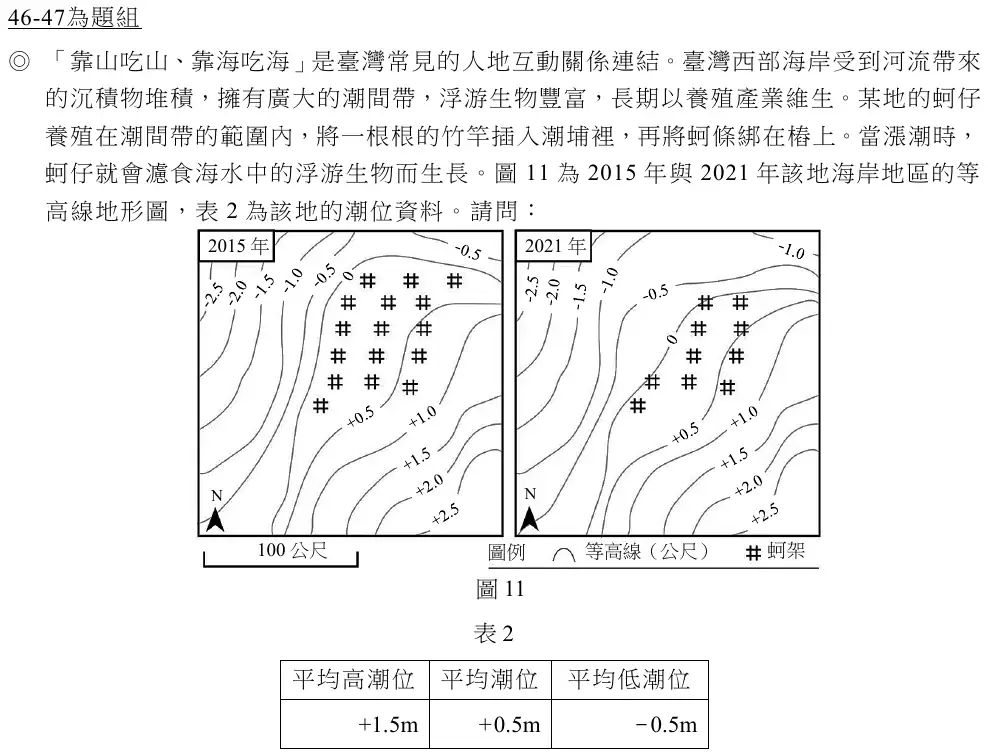 46-47為題組
◎ 「靠山吃山、靠海吃海」是臺灣常見的人地互動關係連結。臺灣西部海岸受到河流帶來
的沉積物堆積，擁有廣大的潮間帶，浮游生物豐富，長期以養殖產業維生。某地的蚵仔
養殖在潮間帶的範圍內，將一根根的竹竿插入潮埔裡，再將蚵條綁在樁上。當漲潮時，
蚵仔就會濾食海水中的浮游生物而生長。圖 11 為 2015 年與 2021 年該地海岸地區的等
高線地形圖，表 2 為該地的潮位資料。請問：
2015 年
-2.5
-2.0
-1.5
-1.0
-0.5
0
-0.5
+0.5
+1.0
+1.5
+2.0
+2.5
N
2021 年
-2.5
-2.0
-1.5
-1.0
-0.5
-1.0
0
+0.5
+1.0
+1.5
+2.0
+2.5
N
100 公尺
圖例 等高線（公尺） 蚵架
圖 11
表 2
平均高潮位 平均潮位 平均低潮位
+1.5m +0.5m －0.5m